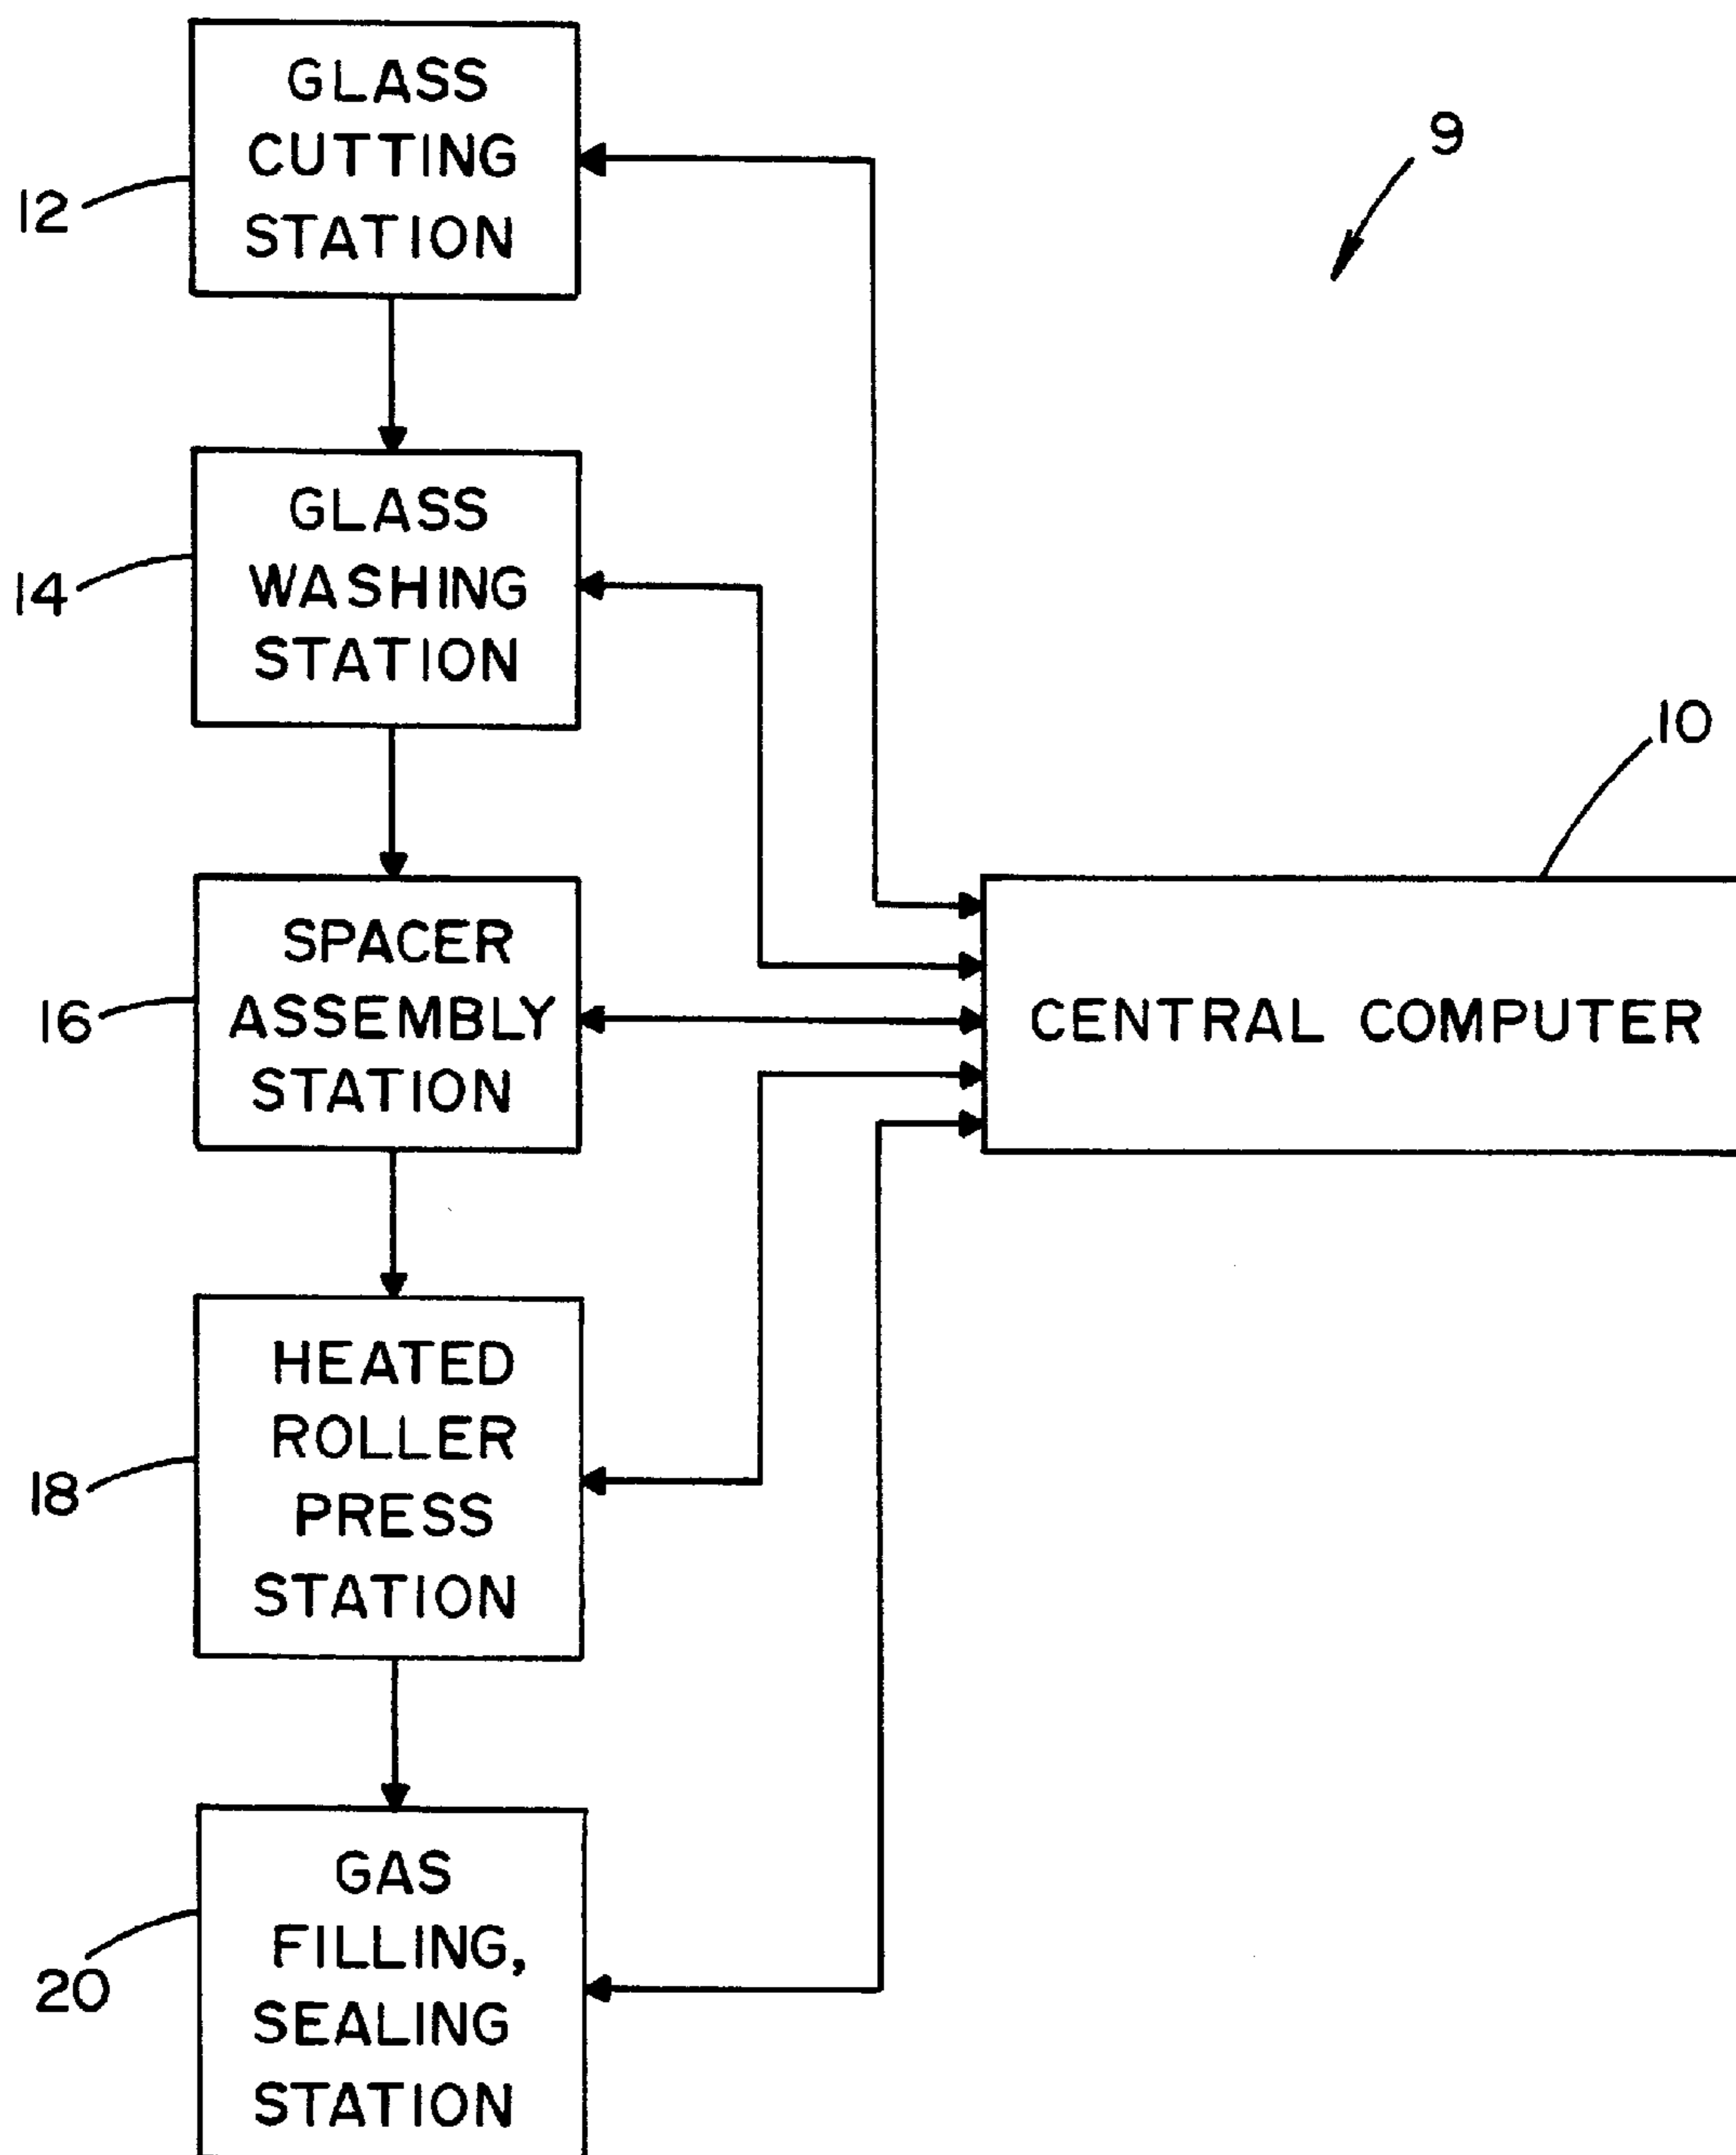 GLASS
CUTTING
STATION
12
9
GLASS
WASHING
STATION
14
10
SPACER
ASSEMBLY
STATION
16
CENTRAL COMPUTER
HEATED
ROLLER
PRESS
STATION
18
GAS
FILLING,
SEALING
STATION
20